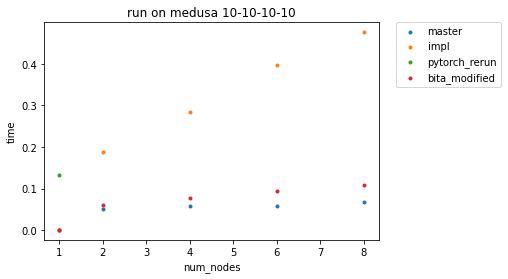 run on medusa 10-10-10-10
master
impl
pytorch_rerun
bita_modified
time
0.4
0.3
0.2
0.1
0.0
1 2 3 4 5 6 7 8
num_nodes